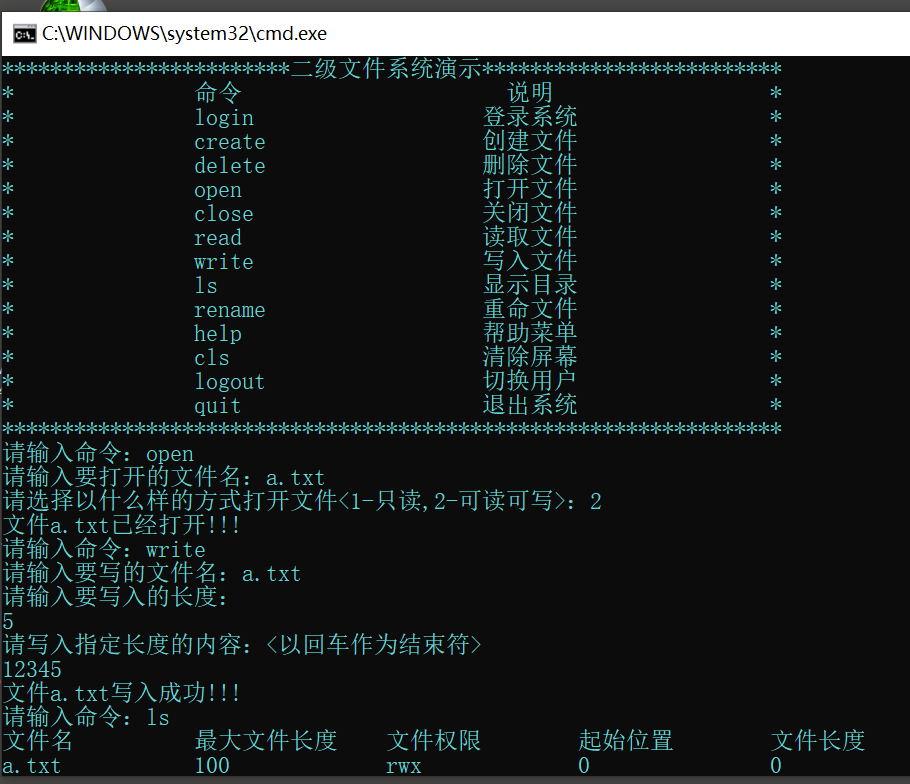 C:\WINDOWS\system32\cmd.exe
************************二级文件系统演示*************************
* 命令 说明 *
* login 登录系统 *
* create 创建文件 *
* delete 删除文件 *
* open 打开文件 *
* close 关闭文件 *
* read 读取文件 *
* write 写入文件 *
* ls 显示目录 *
* rename 重命文件 *
* help 帮助菜单 *
* cls 清除屏幕 *
* logout 切换用户 *
* quit 退出系统 *
*****************************************************************
请输入命令：open
请输入要打开的文件名：a.txt
请选择以什么样的方式打开文件<1-只读,2-可读可写>：2
文件a.txt已经打开!!!
请输入命令：write
请输入要写的文件名：a.txt
请输入要写入的长度：
5
请写入指定长度的内容：<以回车作为结束符>
12345
文件a.txt写入成功!!!
请输入命令：ls
文件名 最大文件长度 文件权限 起始位置 文件长度
a.txt 100 rwx 0 0